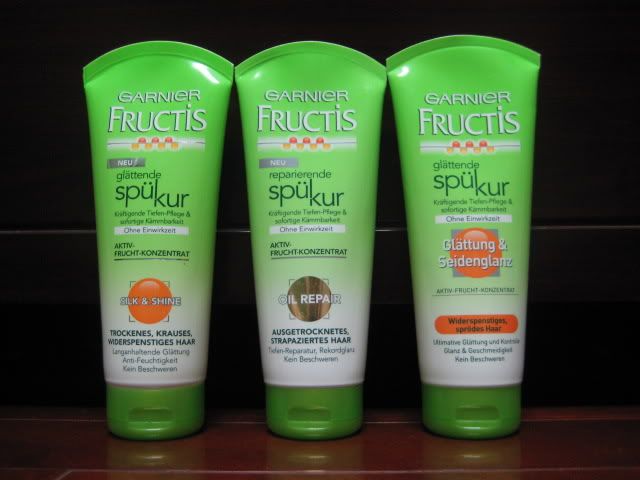 GARNIER
FRUCTIS
NEU!
glättende
spükur
Kräftigende Tiefen-Pflege &
sofortige Kämmbarkeit
Ohne Einwirkzeit
AKTIV-
FRUCHT-KONZENTRAT
SILK & SHINE
TROCKENES, KRAUSES,
WIDERSPENSTIGES HAAR
Langanhaltende Glättung
Anti-Feuchtigkeit
Kein Beschweren
GARNIER
FRUCTIS
NEU
reparierende
spükur
Kräftigende Tiefen-Pflege &
sofortige Kämmbarkeit
Ohne Einwirkzeit
AKTIV-
FRUCHT-KONZENTRAT
OIL REPAIR
AUSGETROCKNETES,
STRAPAZIERTES HAAR
Tiefen-Reparatur, Rekordglanz
Kein Beschweren
GARNIER
FRUCTIS
glättende
spükur
Kräftigende Tiefen-Pflege &
sofortige Kämmbarkeit
Ohne Einwirkzeit
Glättung &
Seidenglanz
AKTIV-FRUCHT-KONZENTRAT
Widerspenstiges,
sprödes Haar
Ultimative Glättung und Kontrolle
Glanz & Geschmeidigkeit
Kein Beschweren